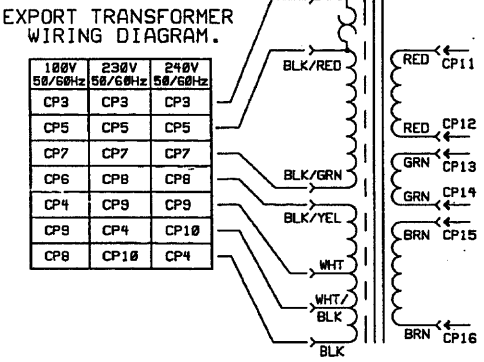 EXPORT TRANSFORMER
WIRING DIAGRAM.
100V 230V 240V
50/60Hz 50/60Hz 50/60Hz
CP3 CP3 CP3
CP5 CP5 CP5
CP7 CP7 CP7
CP6 CP8 CP8
CP4 CP9 CP9
CP9 CP4 CP10
CP8 CP10 CP4
BLK/RED
BLK/GRN
BLK/YEL
WHT
WHT/
BLK
BLK
RED CP11
RED CP12
GRN CP13
GRN CP14
BRN CP15
BRN CP16